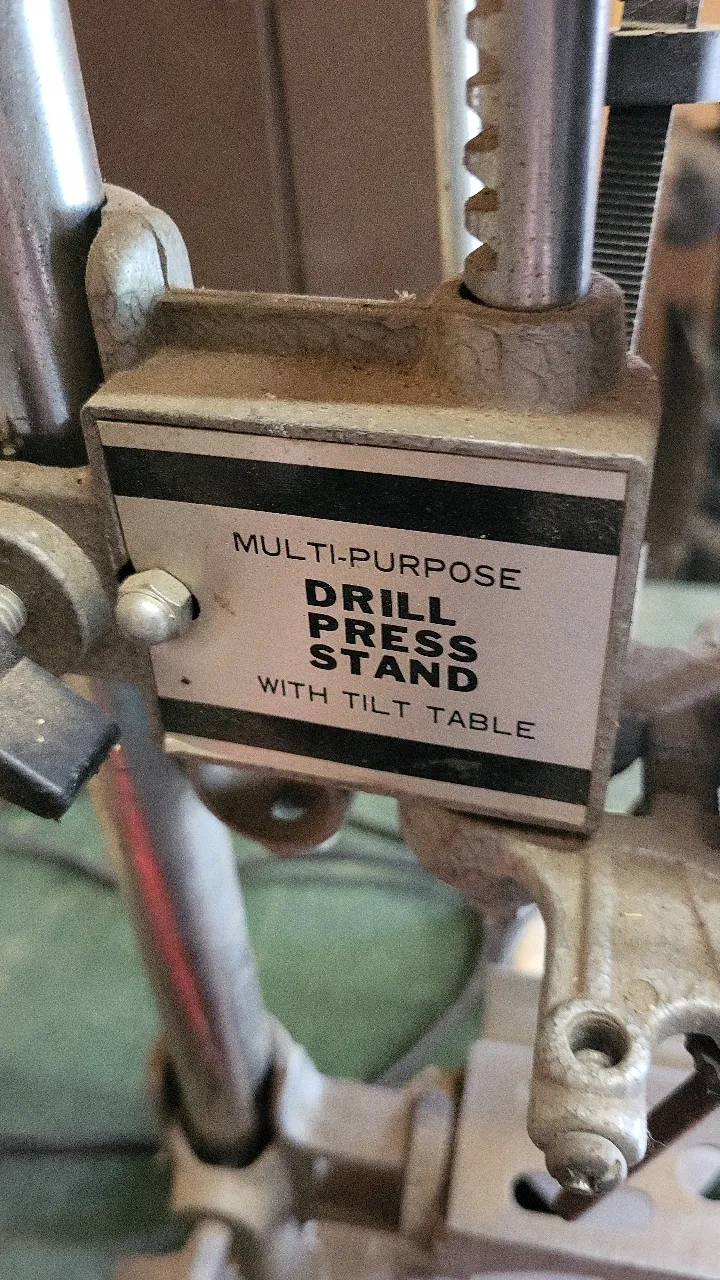 MULTI-PURPOSE
DRILL
PRESS
STAND
WITH TILT TABLE